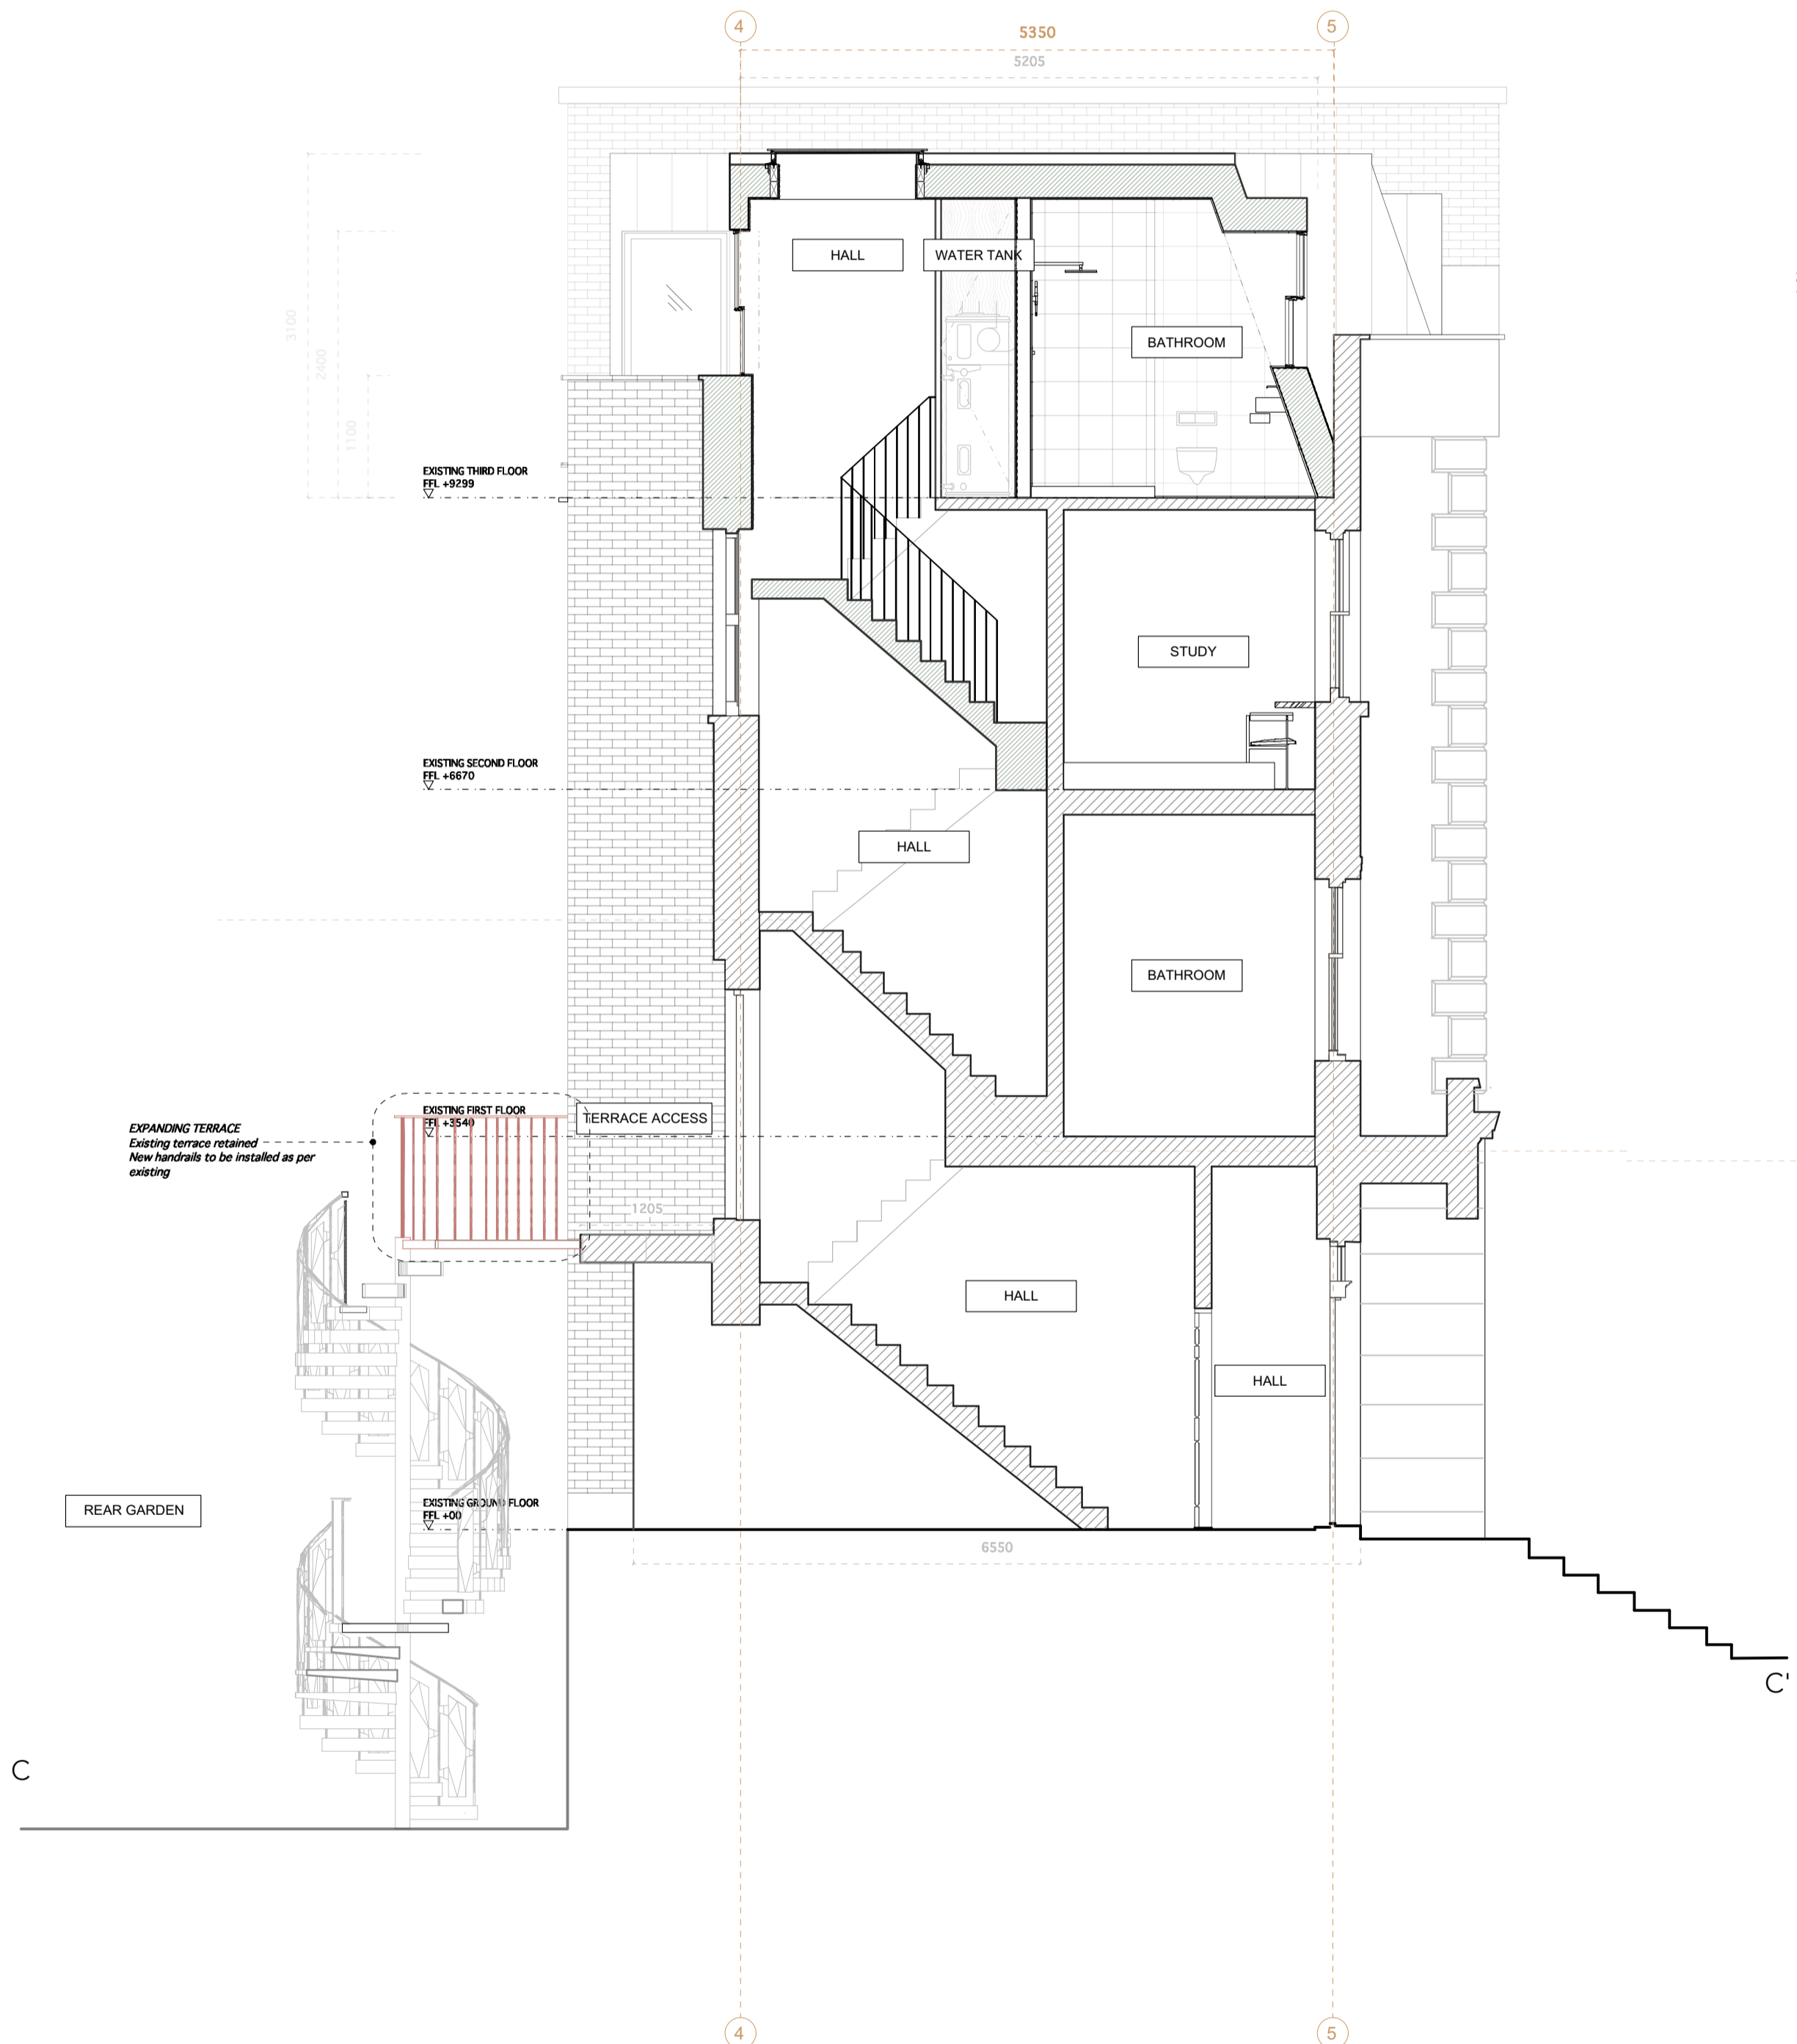 4
5
5350
5205
HALL
WATER TANK
BATHROOM
3100
2400
1100
EXISTING THIRD FLOOR
FFL +9299
STUDY
EXISTING SECOND FLOOR
FFL +6670
HALL
BATHROOM
EXISTING FIRST FLOOR
FFL +3540
TERRACE ACCESS
EXPANDING TERRACE
Existing terrace retained
New handrails to be installed as per
existing
1205
HALL
HALL
REAR GARDEN
EXISTING GROUND FLOOR
FFL +00
6550
C'
C
4
5